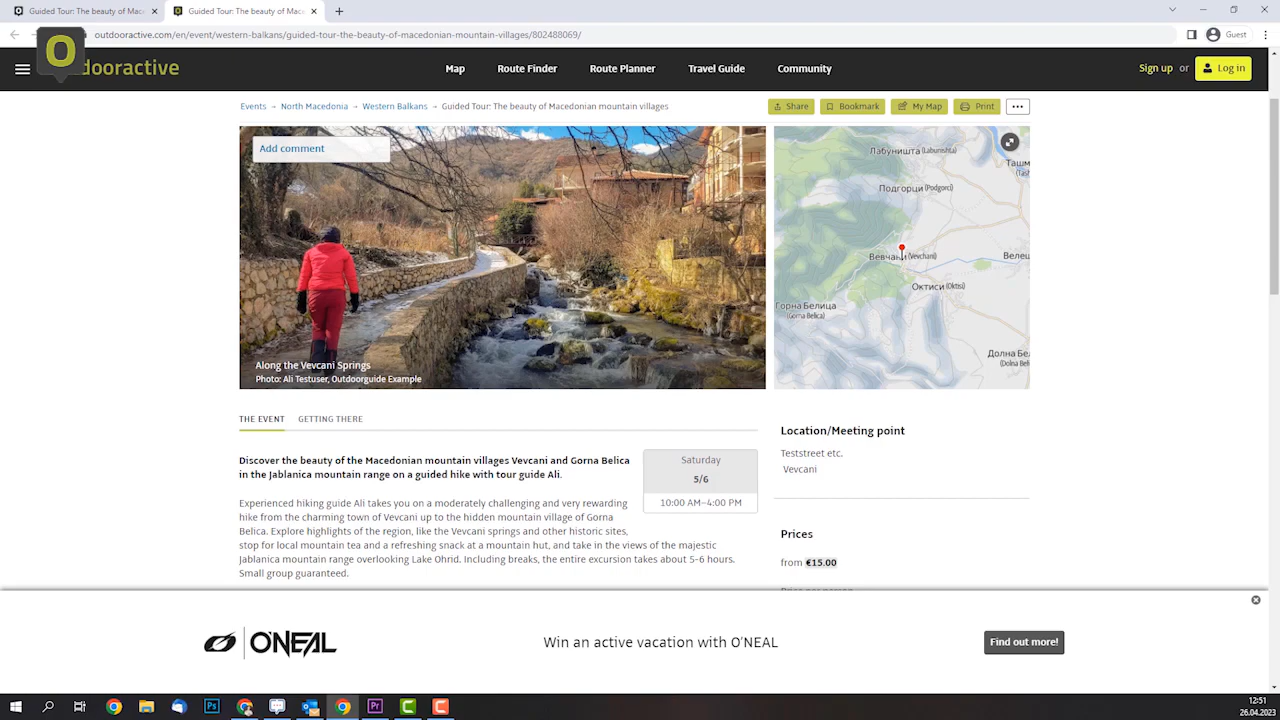 Guided Tour: The beauty of Mace
Guided Tour: The beauty of Mace
outdooractive.com/en/event/western-balkans/guided-tour-the-beauty-of-macedonian-mountain-villages/802488069/
Guest
O
dooractive
Map
Route Finder
Route Planner
Travel Guide
Community
Sign up or
Log in
Events → North Macedonia → Western Balkans → Guided Tour: The beauty of Macedonian mountain villages
Share
Bookmark
My Map
Print
Add comment
Along the Vevcani Springs
Photo: Ali Testuser, Outdoorguide Example
Лабуништа (Labunishta)
Ташм
(Tash
Подгорци (Podgorci)
Вевчани (Vevchani)
Велеш
Октиси (Oktisi)
Горна Белица
(Gorna Belica)
Долна Бел
(Dolna Bel
THE EVENT
GETTING THERE
Discover the beauty of the Macedonian mountain villages Vevcani and Gorna Belica
in the Jablanica mountain range on a guided hike with tour guide Ali.
Saturday
5/6
10:00 AM–4:00 PM
Experienced hiking guide Ali takes you on a moderately challenging and very rewarding
hike from the charming town of Vevcani up to the hidden mountain village of Gorna
Belica. Explore highlights of the region, like the Vevcani springs and other historic sites,
stop for local mountain tea and a refreshing snack at a mountain hut, and take in the views of the majestic
Jablanica mountain range overlooking Lake Ohrid. Including breaks, the entire excursion takes about 5-6 hours.
Small group guaranteed.
Location/Meeting point
Teststreet etc.
Vevcani
Prices
from €15.00
O'NEAL
Win an active vacation with O'NEAL
Find out more!
Ps
Pr
12:51
26.04.2023